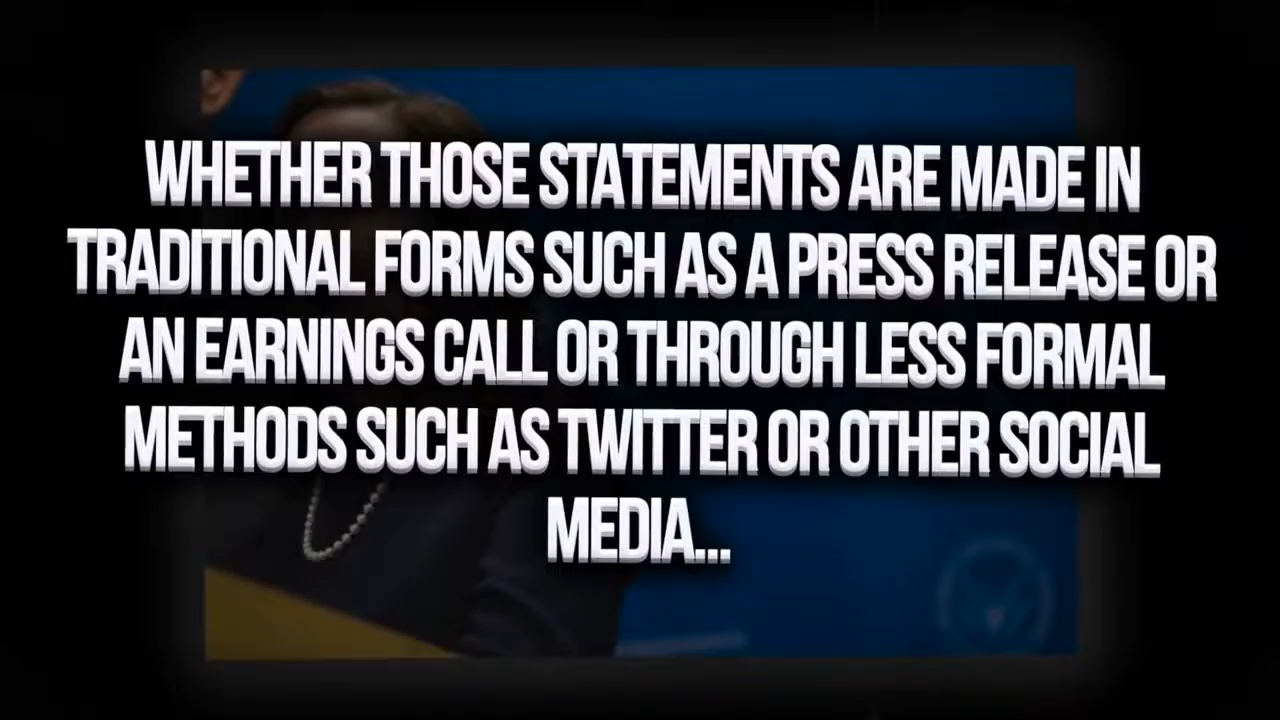 WHETHER THOSE STATEMENTS ARE MADE IN
TRADITIONAL FORMS SUCH AS A PRESS RELEASE OR
AN EARNINGS CALL OR THROUGH LESS FORMAL
METHODS SUCH AS TWITTER OR OTHER SOCIAL
MEDIA...